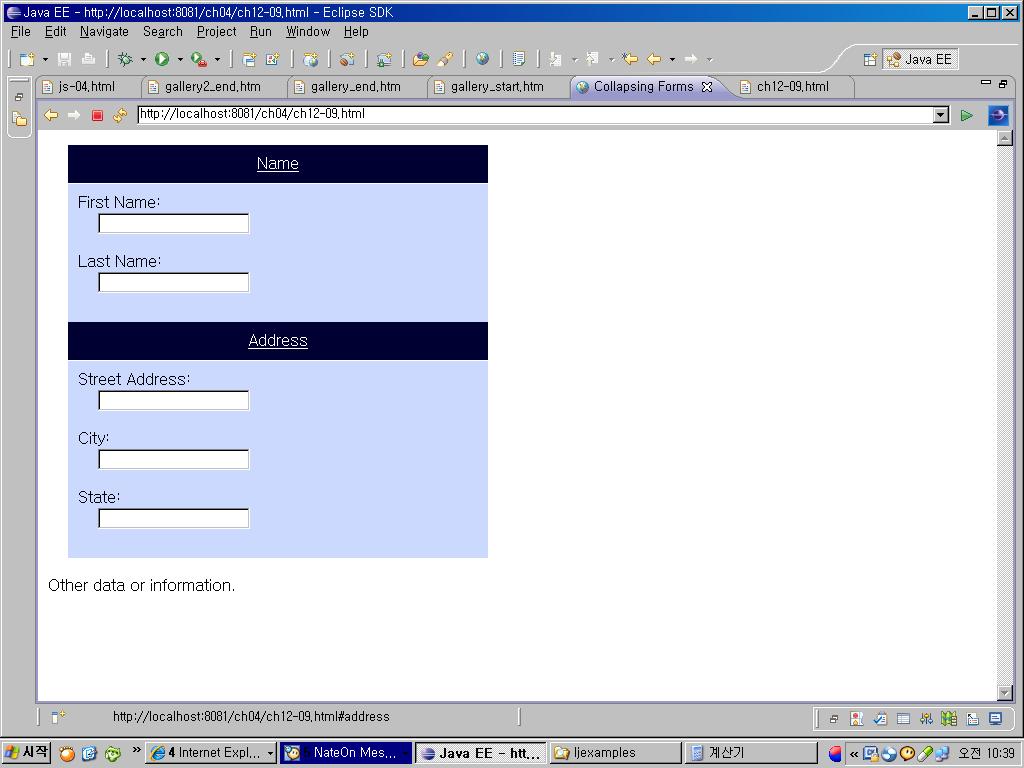 Java EE - http://localhost:8081/ch04/ch12-09.html - Eclipse SDK
File Edit Navigate Search Project Run Window Help
Java EE
js-04.html gallery2_end.htm gallery_end.htm gallery_start.htm Collapsing Forms ch12-09.html
http://localhost:8081/ch04/ch12-09.html
Name
First Name:
Last Name:
Address
Street Address:
City:
State:
Other data or information.
http://localhost:8081/ch04/ch12-09.html#address
시작 » 4 Internet Expl... NateOn Mes... Java EE - htt... ljexamples 계산기 « 오전 10:39